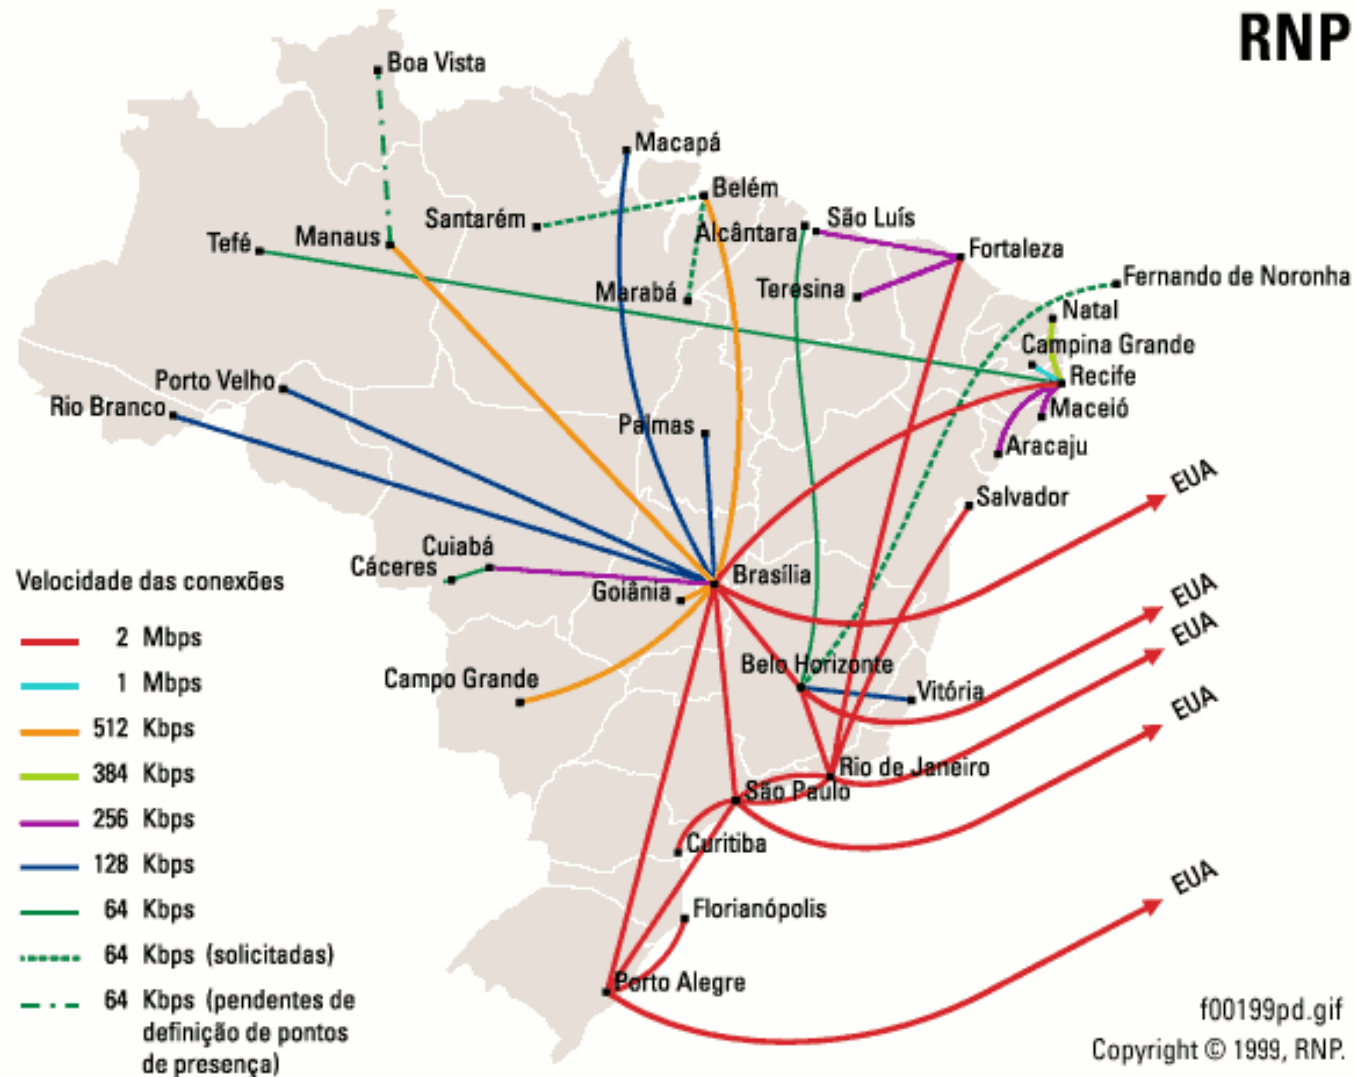 RNP
Boa Vista
Macapá
Belém
Santarém
São Luís
Alcântara
Tefé
Manaus
Fortaleza
Marabá
Teresina
Fernando de Noronha
Natal
Campina Grande
Recife
Porto Velho
Rio Branco
Maceió
Palmas
Aracaju
Salvador
EUA
Cuiabá
Cáceres
Brasília
Goiânia
EUA
EUA
Belo Horizonte
Campo Grande
Vitória
EUA
Rio de Janeiro
São Paulo
Curitiba
EUA
Florianópolis
Porto Alegre
Velocidade das conexões
2 Mbps
1 Mbps
512 Kbps
384 Kbps
256 Kbps
128 Kbps
64 Kbps
64 Kbps (solicitadas)
64 Kbps (pendentes de
definição de pontos
de presença)
f00199pd.gif
Copyright © 1999, RNP.